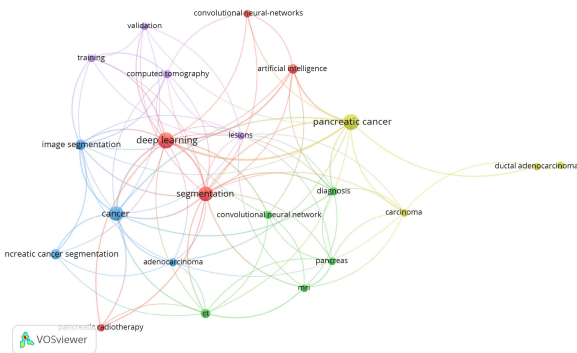 convolutional neural-networks
validation
training
artificial intelligence
computed tomography
pancreatic cancer
lesions
deep learning
image segmentation
ductal adenocarcinoma
diagnosis
segmentation
carcinoma
cancer
convolutional neural network
ncreatic cancer segmentation
adenocarcinoma
pancreas
mri
ct
pancreatic radiotherapy
VOSviewer